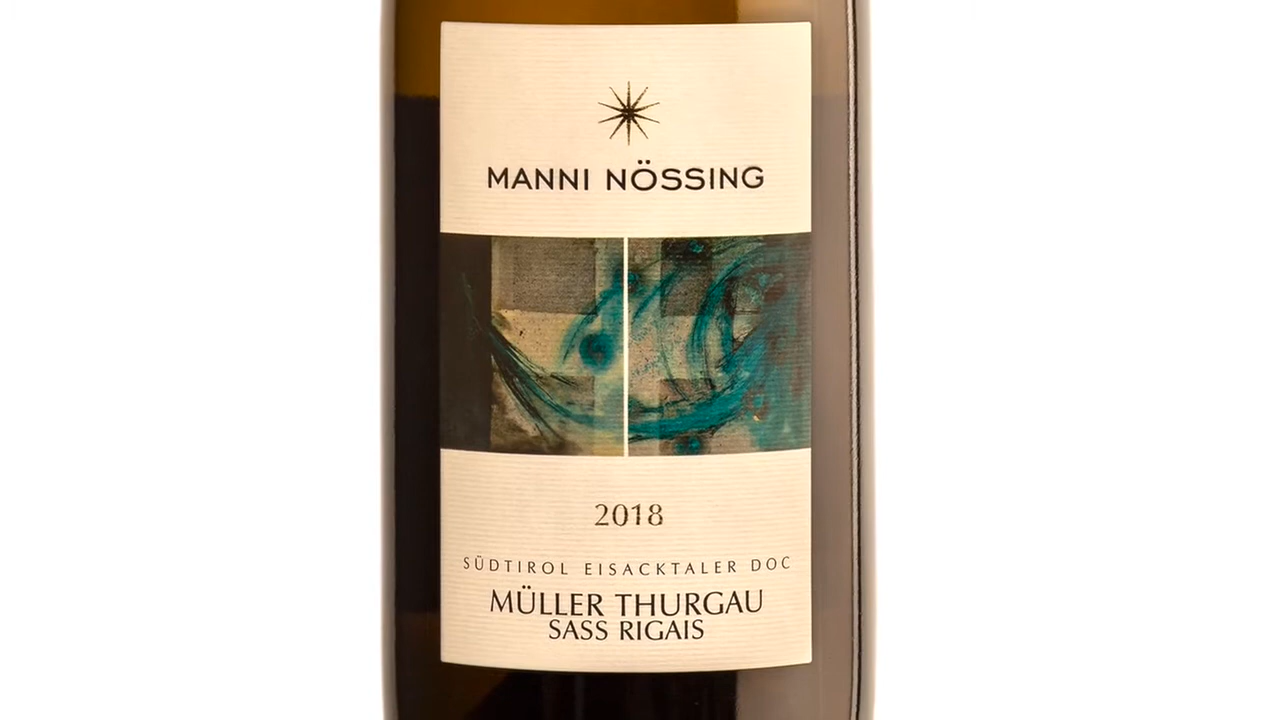 MANNI NÖSSING
2018
SÜDTIROL EISACKTALER DOC
MÜLLER THURGAU
SASS RIGAIS